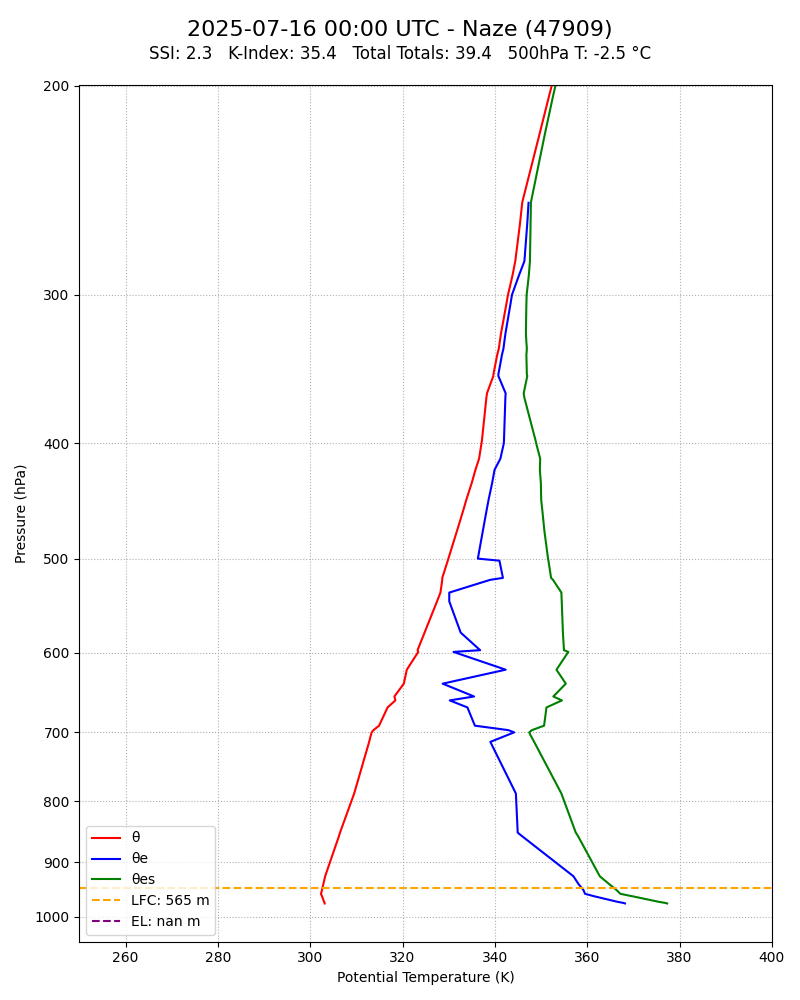 2025-07-16 00:00 UTC - Naze (47909)
SSI: 2.3   K-Index: 35.4   Total Totals: 39.4   500hPa T: -2.5 °C
200
300
400
500
600
700
800
900
1000
Pressure (hPa)
θ
θe
θes
LFC: 565 m
EL: nan m
260
280
300
320
340
360
380
400
Potential Temperature (K)